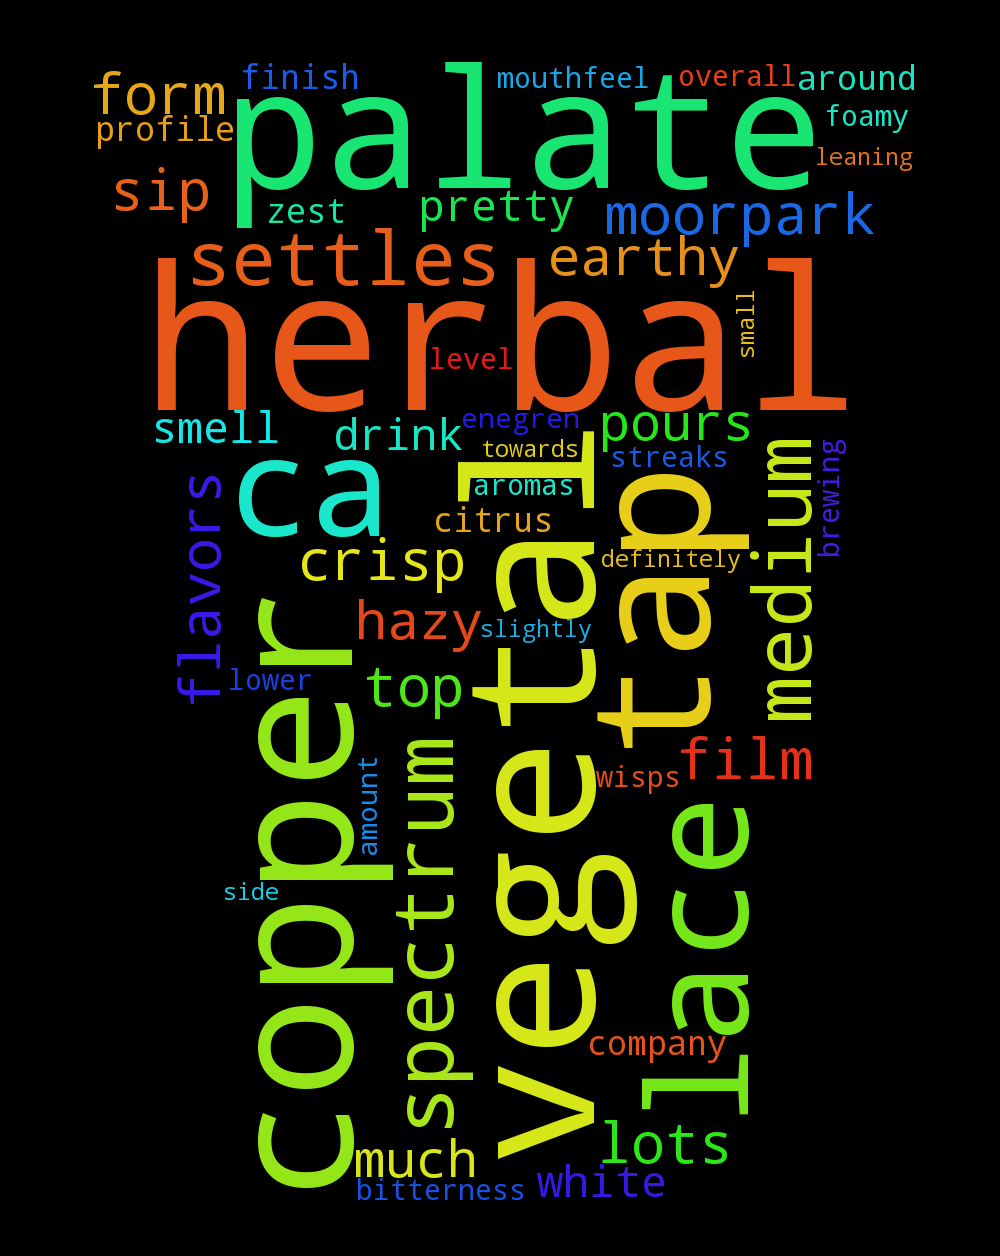 palate
form
finish
mouthfeel
overall
around
profile
foamy
leaning
sip
zest
pretty
moorpark
settles
earthy
herbal
small
level
smell
drink
enegren
pours
towards
streaks
ca
aromas
citrus
crisp
definitely
medium
brewing
flavors
hazy
slightly
tap
vegetal
copper
lower
top
film
wisps
amount
spectrum
side
lace
company
lots
much
bitterness
white